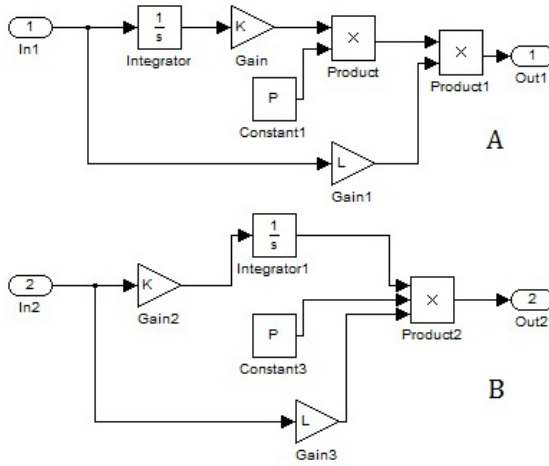 1
In1
1
s
Integrator
K
Gain
P
Constant1
×
Product
×
Product1
1
Out1
L
Gain1
A
2
In2
K
Gain2
1
s
Integrator1
P
Constant3
×
Product2
2
Out2
L
Gain3
B